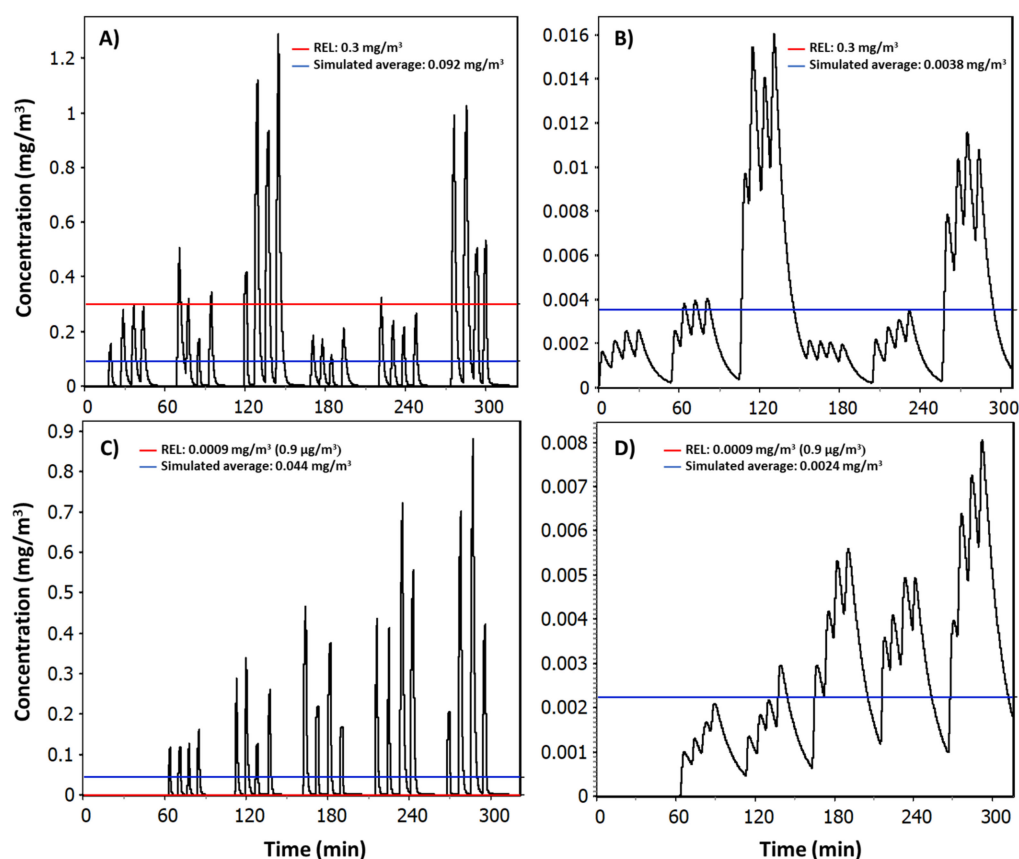 A)
REL: 0.3 mg/m³
Simulated average: 0.092 mg/m³
Concentration (mg/m³)
1.2
1
0.8
0.6
0.4
0.2
0
0 60 120 180 240 300
B)
REL: 0.3 mg/m³
Simulated average: 0.0038 mg/m³
0.016
0.014
0.012
0.01
0.008
0.006
0.004
0.002
0
0 60 120 180 240 300
C)
REL: 0.0009 mg/m³ (0.9 µg/m³)
Simulated average: 0.044 mg/m³
Concentration (mg/m³)
0.9
0.8
0.7
0.6
0.5
0.4
0.3
0.2
0.1
0
0 60 120 180 240 300
Time (min)
D)
REL: 0.0009 mg/m³ (0.9 µg/m³)
Simulated average: 0.0024 mg/m³
0.008
0.007
0.006
0.005
0.004
0.003
0.002
0.001
0
0 60 120 180 240 300
Time (min)